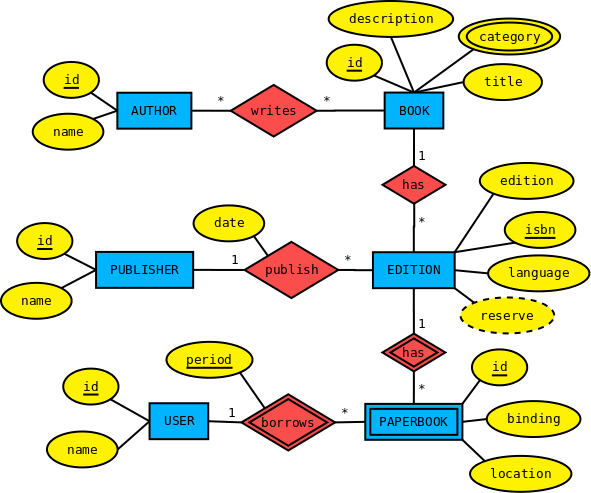 description
category
id
title
id
name
AUTHOR
*
writes
*
BOOK
1
has
*
edition
isbn
language
reserve
date
id
name
PUBLISHER
1
publish
*
EDITION
1
has
*
period
id
name
USER
1
borrows
*
PAPERBOOK
id
binding
location